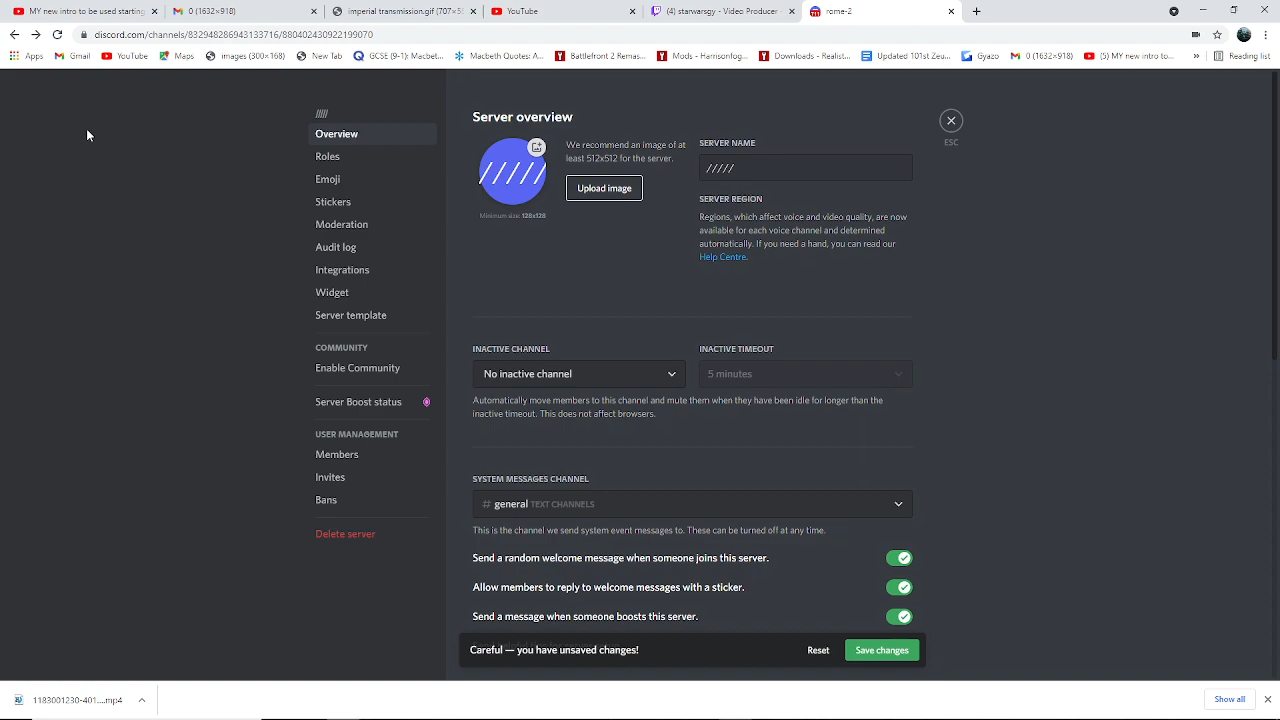 MY new intro to be used starting
0 (1632×918)
imperial transmission.gif (707×5
YouTube
(4) starwarsgy - Video Producer
rome-2
discord.com/channels/832948286943133716/880402430922199070
Apps
Gmail
YouTube
Maps
images (300×168)
New Tab
GCSE (9-1): Macbet...
Macbeth Quotes: A...
Battlefront 2 Remas...
Mods - Harrisonlog...
Downloads - Realist...
Updated 101st Zeu...
Gyazo
0 (1632×918)
(5) MY new intro to...
»
Reading list
/////
Overview
Roles
Emoji
Stickers
Moderation
Audit log
Integrations
Widget
Server template
COMMUNITY
Enable Community
Server Boost status
USER MANAGEMENT
Members
Invites
Bans
Delete server
Server overview
/////
Minimum size: 128x128
We recommend an image of at
least 512x512 for the server.
Upload image
SERVER NAME
/////
SERVER REGION
Regions, which affect voice and video quality, are now
available for each voice channel and determined
automatically. If you need a hand, you can read our
Help Centre.
ESC
INACTIVE CHANNEL
No inactive channel
INACTIVE TIMEOUT
5 minutes
Automatically move members to this channel and mute them when they have been idle for longer than the
inactive timeout. This does not affect browsers.
SYSTEM MESSAGES CHANNEL
# general TEXT CHANNELS
This is the channel we send system event messages to. These can be turned off at any time.
Send a random welcome message when someone joins this server.
Allow members to reply to welcome messages with a sticker.
Send a message when someone boosts this server.
Careful — you have unsaved changes!
Reset
Save changes
1183001230-401....mp4
Show all